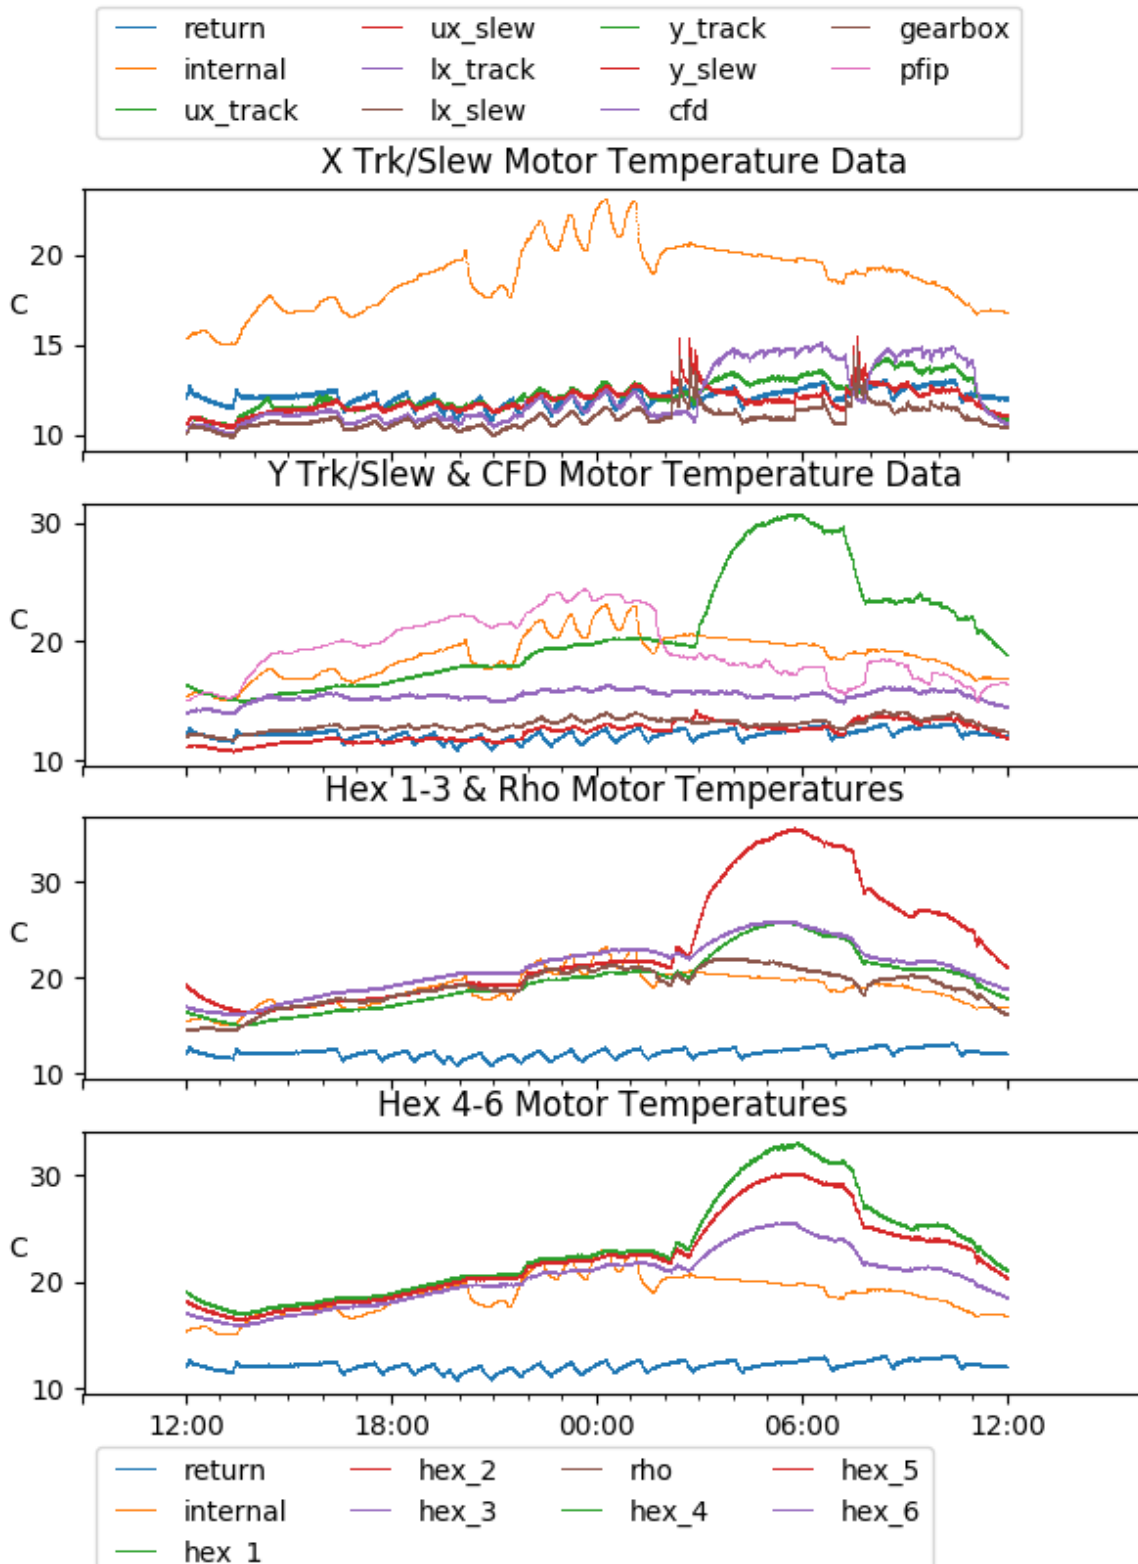 return ux_slew y_track gearbox
internal lx_track y_slew pfip
ux_track lx_slew cfd
X Trk/Slew Motor Temperature Data
20
C
15
10
Y Trk/Slew & CFD Motor Temperature Data
30
C
20
10
Hex 1-3 & Rho Motor Temperatures
30
C
20
10
Hex 4-6 Motor Temperatures
30
C
20
10
12:00 18:00 00:00 06:00 12:00
return hex_2 rho hex_5
internal hex_3 hex_4 hex_6
hex_1